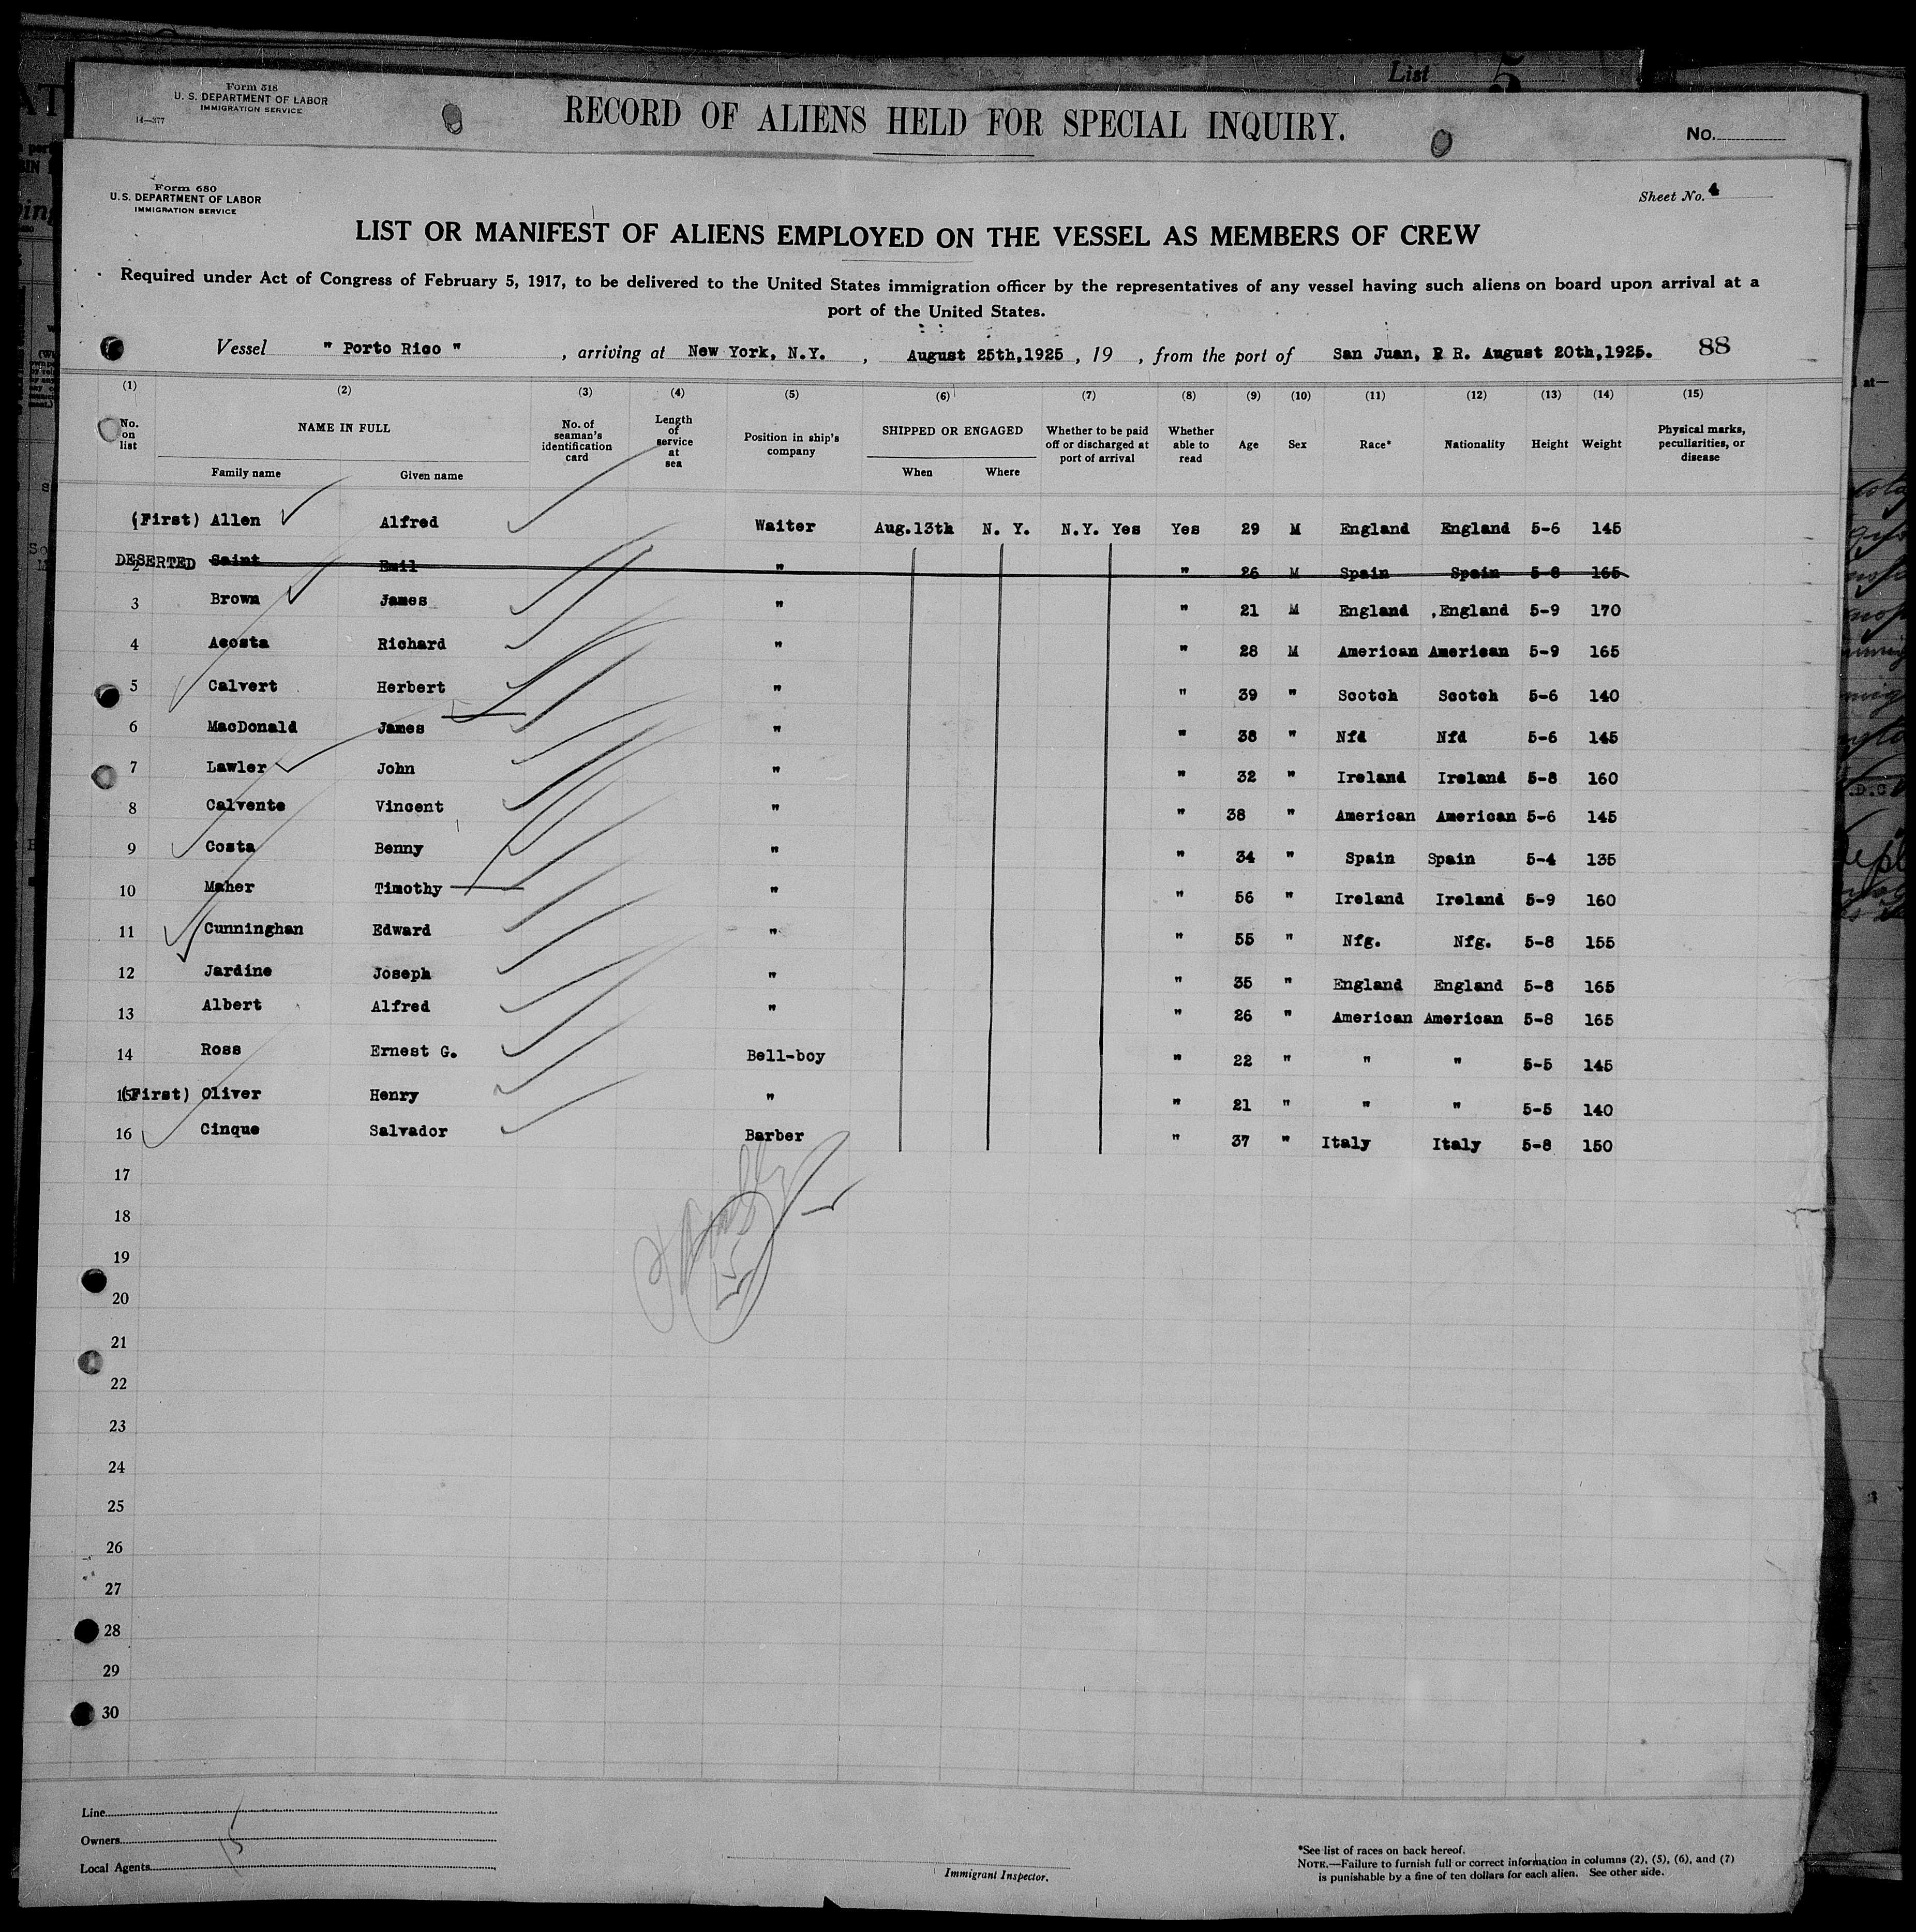 List 5
Form 518
U. S. DEPARTMENT OF LABOR
IMMIGRATION SERVICE
14—377
RECORD OF ALIENS HELD FOR SPECIAL INQUIRY.
No.
Form 680
U. S. DEPARTMENT OF LABOR
IMMIGRATION SERVICE
Sheet No. 4
LIST OR MANIFEST OF ALIENS EMPLOYED ON THE VESSEL AS MEMBERS OF CREW
Required under Act of Congress of February 5, 1917, to be delivered to the United States immigration officer by the representatives of any vessel having such aliens on board upon arrival at a
port of the United States.
Vessel " Porto Rico " , arriving at New York, N.Y. , August 25th,1925 , 19 , from the port of San Juan, P R. August 20th,1925. 88
(1) (2) (3) (4) (5) (6) (7) (8) (9) (10) (11) (12) (13) (14) (15)
No. on list NAME IN FULL Family name Given name No. of seaman's identification card Length of service at sea Position in ship's company SHIPPED OR ENGAGED When Where Whether to be paid off or discharged at port of arrival Whether able to read Age Sex Race* Nationality Height Weight Physical marks, peculiarities, or disease
(First) Allen Alfred Waiter Aug.13th N. Y. N.Y. Yes Yes 29 M England England 5-6 145
2 DESERTED Saint Emil " " 26 M Spain Spain 5-8 165
3 Brown James " " 21 M England ,England 5-9 170
4 Acosta Richard " " 28 M American American 5-9 165
5 Calvert Herbert " " 39 " Scotch Scotch 5-6 140
6 MacDonald James " " 38 " Nfd Nfd 5-6 145
7 Lawler John " " 32 " Ireland Ireland 5-8 160
8 Calvente Vincent " " 38 " American American 5-6 145
9 Costa Benny " " 34 " Spain Spain 5-4 135
10 Maher Timothy " " 56 " Ireland Ireland 5-9 160
11 Cunninghan Edward " " 55 " Nfg. Nfg. 5-8 155
12 Jardine Joseph " " 35 " England England 5-8 165
13 Albert Alfred " " 26 " American American 5-8 165
14 Ross Ernest G. Bell-boy " 22 " " " 5-5 145
15 (First) Oliver Henry " " 21 " " " 5-5 140
16 Cinque Salvador Barber " 37 " Italy Italy 5-8 150
17
18
19
20
21
22
23
24
25
26
27
28
29
30
15
Line
Owners
Local Agents
Immigrant Inspector.
*See list of races on back hereof.
NOTE.—Failure to furnish full or correct information in columns (2), (5), (6), and (7)
is punishable by a fine of ten dollars for each alien. See other side.